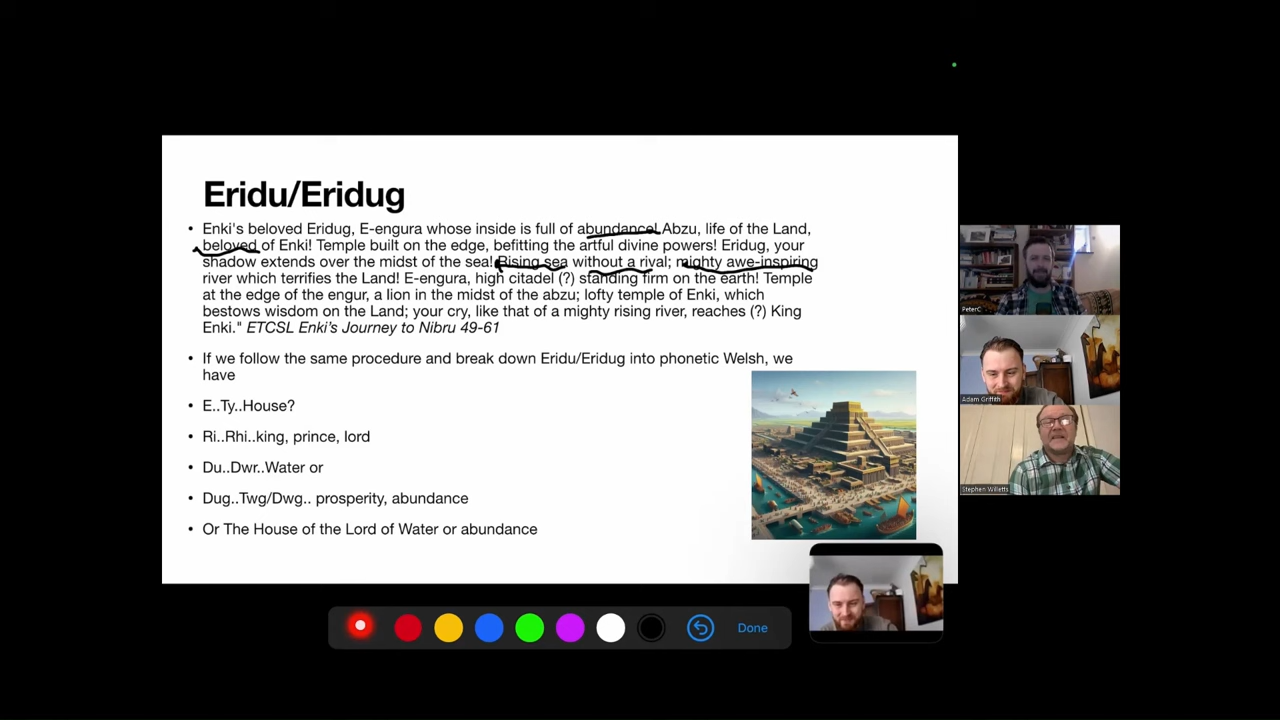 Eridu/Eridug
• Enki's beloved Eridug, E-engura whose inside is full of abundance! Abzu, life of the Land,
beloved of Enki! Temple built on the edge, befitting the artful divine powers! Eridug, your
shadow extends over the midst of the sea! Rising sea without a rival; mighty awe-inspiring
river which terrifies the Land! E-engura, high citadel (?) standing firm on the earth! Temple
at the edge of the engur, a lion in the midst of the abzu; lofty temple of Enki, which
bestows wisdom on the Land; your cry, like that of a mighty rising river, reaches (?) King
Enki." ETCSL Enki's Journey to Nibru 49-61
• If we follow the same procedure and break down Eridu/Eridug into phonetic Welsh, we
have
• E..Ty..House?
• Ri..Rhi..king, prince, lord
• Du..Dwr..Water or
• Dug..Twg/Dwg.. prosperity, abundance
• Or The House of the Lord of Water or abundance
PeterC
Adam Griffith
Stephen Willetts
Done